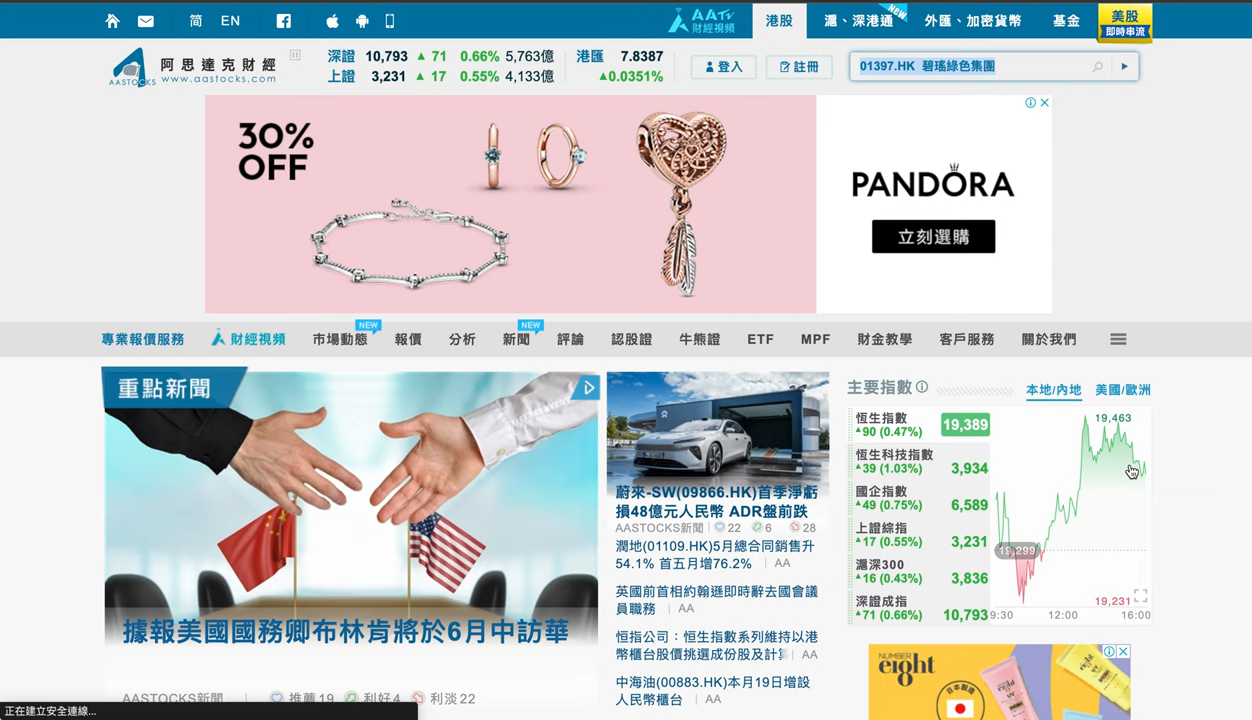 简 EN
AATV 財經視頻
港股
滬、深港通 New
外匯、加密貨幣
基金
美股 即時串流
AASTOCKS
阿思達克財經
www.aastocks.com
深證 10,793 ▲ 71 0.66% 5,763億
上證 3,231 ▲ 17 0.55% 4,133億
港匯 7.8387
▲0.0351%
登入
註冊
01397.HK 碧瑤綠色集團
30%
OFF
PANDORA
立刻選購
專業報價服務 財經視頻 市場動態 NEW 報價 分析 新聞 NEW 評論 認股證 牛熊證 ETF MPF 財金教學 客戶服務 關於我們
重點新聞
據報美國國務卿布林肯將於6月中訪華
AASTOCKS新聞 | 推薦 19 利好 4 利淡 22
蔚來-SW(09866.HK)首季淨虧
損48億元人民幣 ADR盤前跌
AASTOCKS新聞 | 22 6 28
潤地(01109.HK)5月總合同銷售升
54.1% 首五月增76.2% | AA
英國前首相約翰遜即時辭去國會議
員職務 | AA
恒指公司：恒生指數系列維持以港
幣櫃台股價挑選成份股及計算 | AA
中海油(00883.HK)本月19日增設
人民幣櫃台 | AA
主要指數
本地/內地 美國/歐洲
恆生指數
▲90 (0.47%) 19,389
恆生科技指數
▲39 (1.03%) 3,934
國企指數
▲49 (0.75%) 6,589
上證綜指
▲17 (0.55%) 3,231
滬深300
▲16 (0.43%) 3,836
深證成指
▲71 (0.66%) 10,793
19,463
19,299
19,231
9:30 12:00 16:00
NUMBER
eight
日本製造
正在建立安全連線...